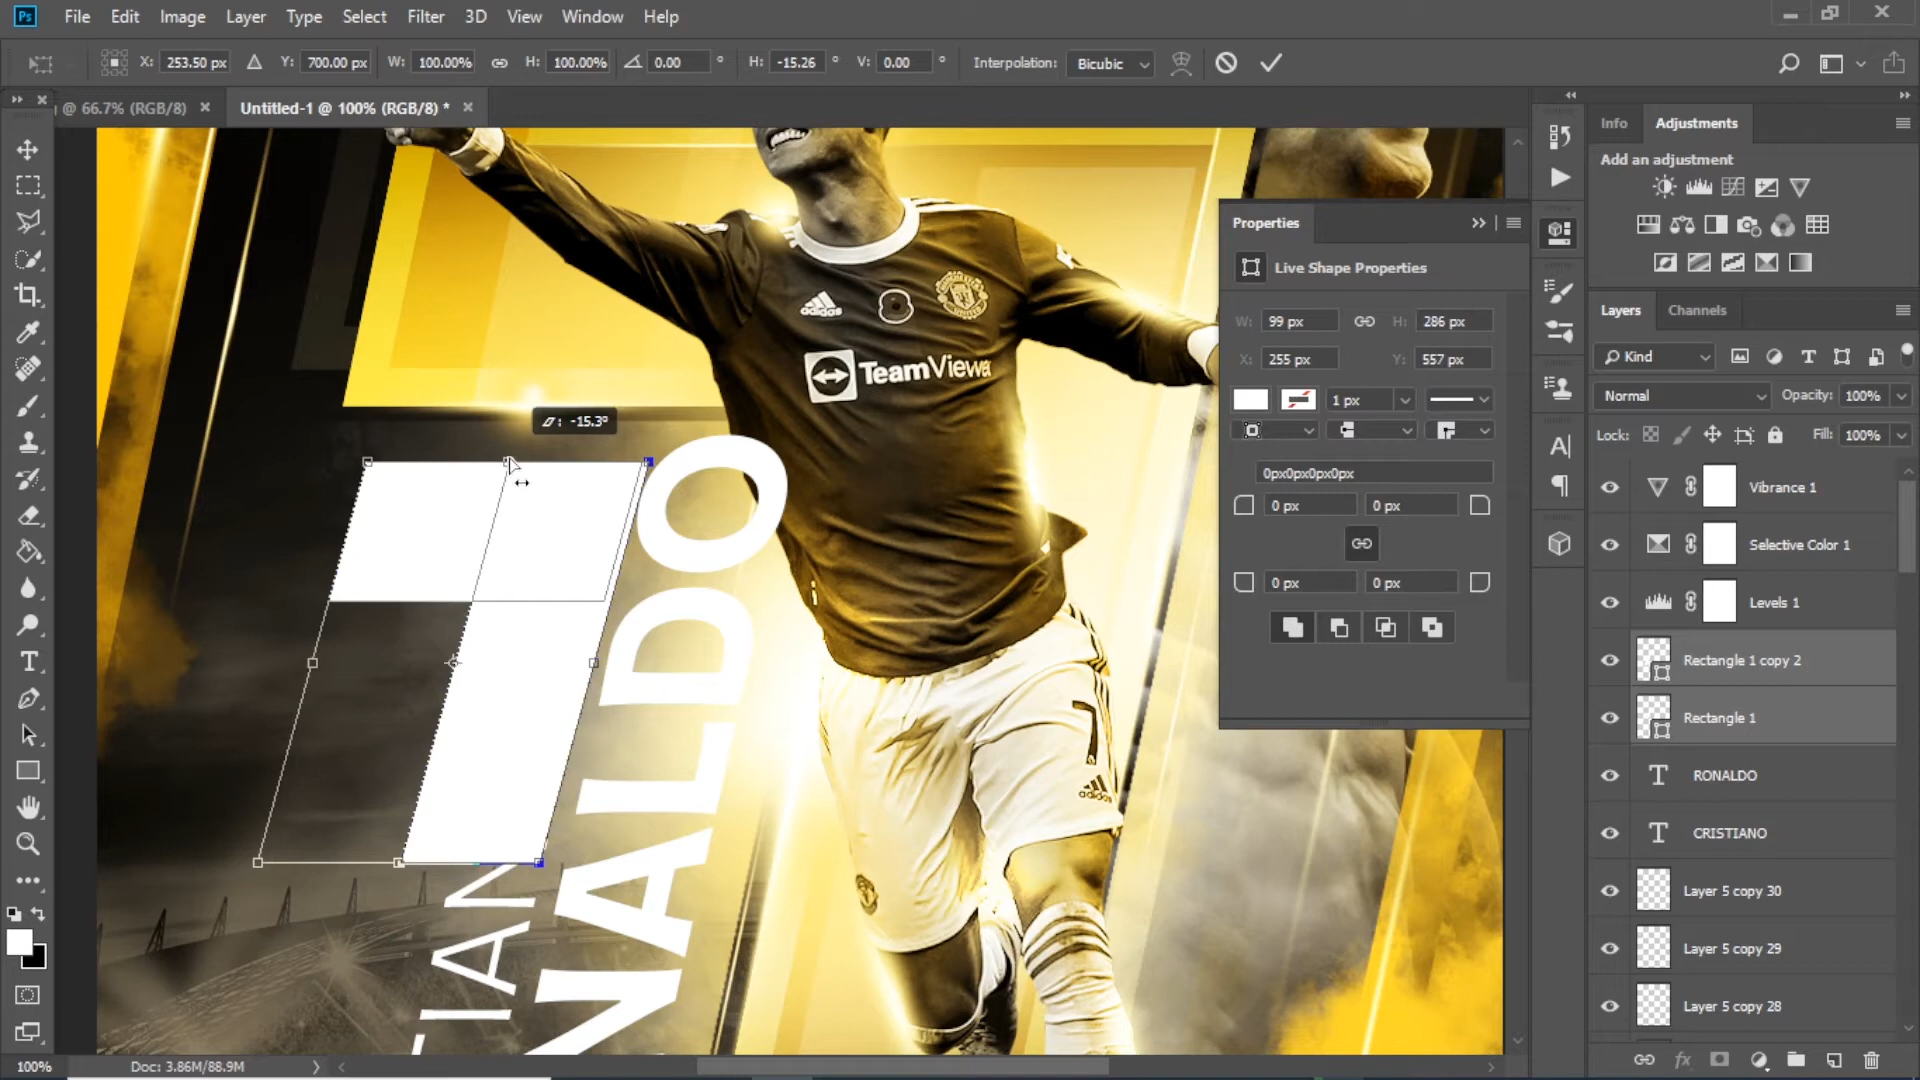 Ps File Edit Image Layer Type Select Filter 3D View Window Help
X: 253.50 px Y: 700.00 px W: 100.00% H: 100.00% 0.00 ° H: -15.26 ° V: 0.00 ° Interpolation: Bicubic
@ 66.7% (RGB/8) × Untitled-1 @ 100% (RGB/8) * ×
Info Adjustments
Add an adjustment
Properties
Live Shape Properties
W: 99 px H: 286 px
X: 255 px Y: 557 px
1 px
0px0px0px0px
0 px 0 px
0 px 0 px
Layers Channels
Kind
Normal Opacity: 100%
Lock: Fill: 100%
Vibrance 1
Selective Color 1
Levels 1
Rectangle 1 copy 2
Rectangle 1
T RONALDO
T CRISTIANO
Layer 5 copy 30
Layer 5 copy 29
Layer 5 copy 28
adidas
TeamViewer
7
adidas
: -15.3°
TIAN
NALDO
100% Doc: 3.86M/88.9M